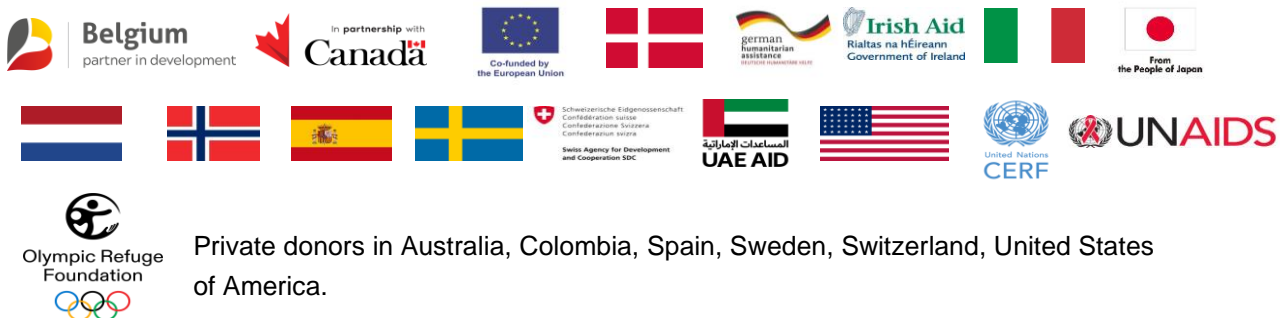 Belgium
partner in development
In partnership with
Canada
Co-funded by
the European Union
german
humanitarian
assistance
DEUTSCHE HUMANITÄRE HILFE
Irish Aid
Rialtas na hÉireann
Government of Ireland
From
the People of Japan
Schweizerische Eidgenossenschaft
Confédération suisse
Confederazione Svizzera
Confederaziun svizra
Swiss Agency for Development
and Cooperation SDC
المساعدات الإماراتية
UAE AID
United Nations
CERF
UNAIDS
Olympic Refuge
Foundation
Private donors in Australia, Colombia, Spain, Sweden, Switzerland, United States
of America.